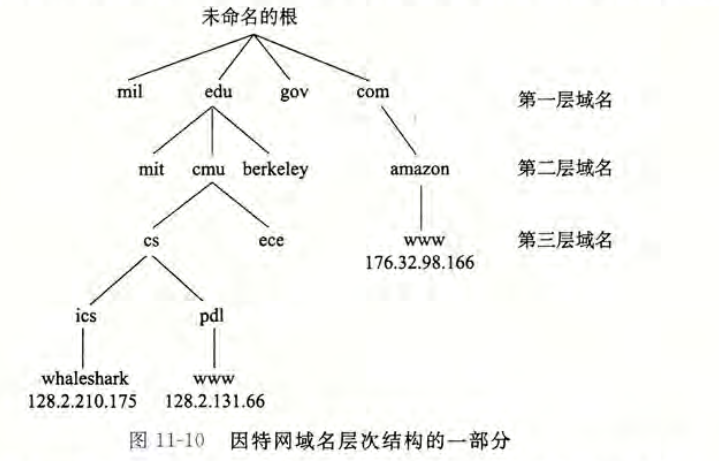 未命名的根
mil edu gov com 第一层域名
mit cmu berkeley amazon 第二层域名
cs ece www 第三层域名
176.32.98.166
ics pdl
whaleshark www
128.2.210.175 128.2.131.66
图 11-10 因特网域名层次结构的一部分